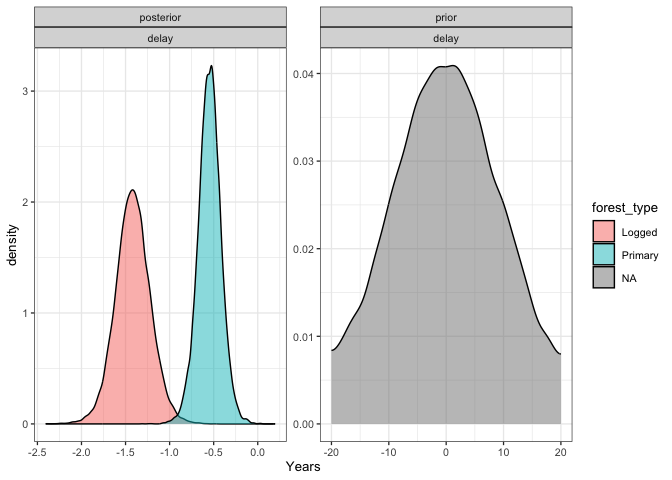 posterior
prior
delay
delay
density
3
2
1
0
0.04
0.03
0.02
0.01
0.00
-2.5 -2.0 -1.5 -1.0 -0.5 0.0
-20 -10 0 10 20
Years
forest_type
Logged
Primary
NA